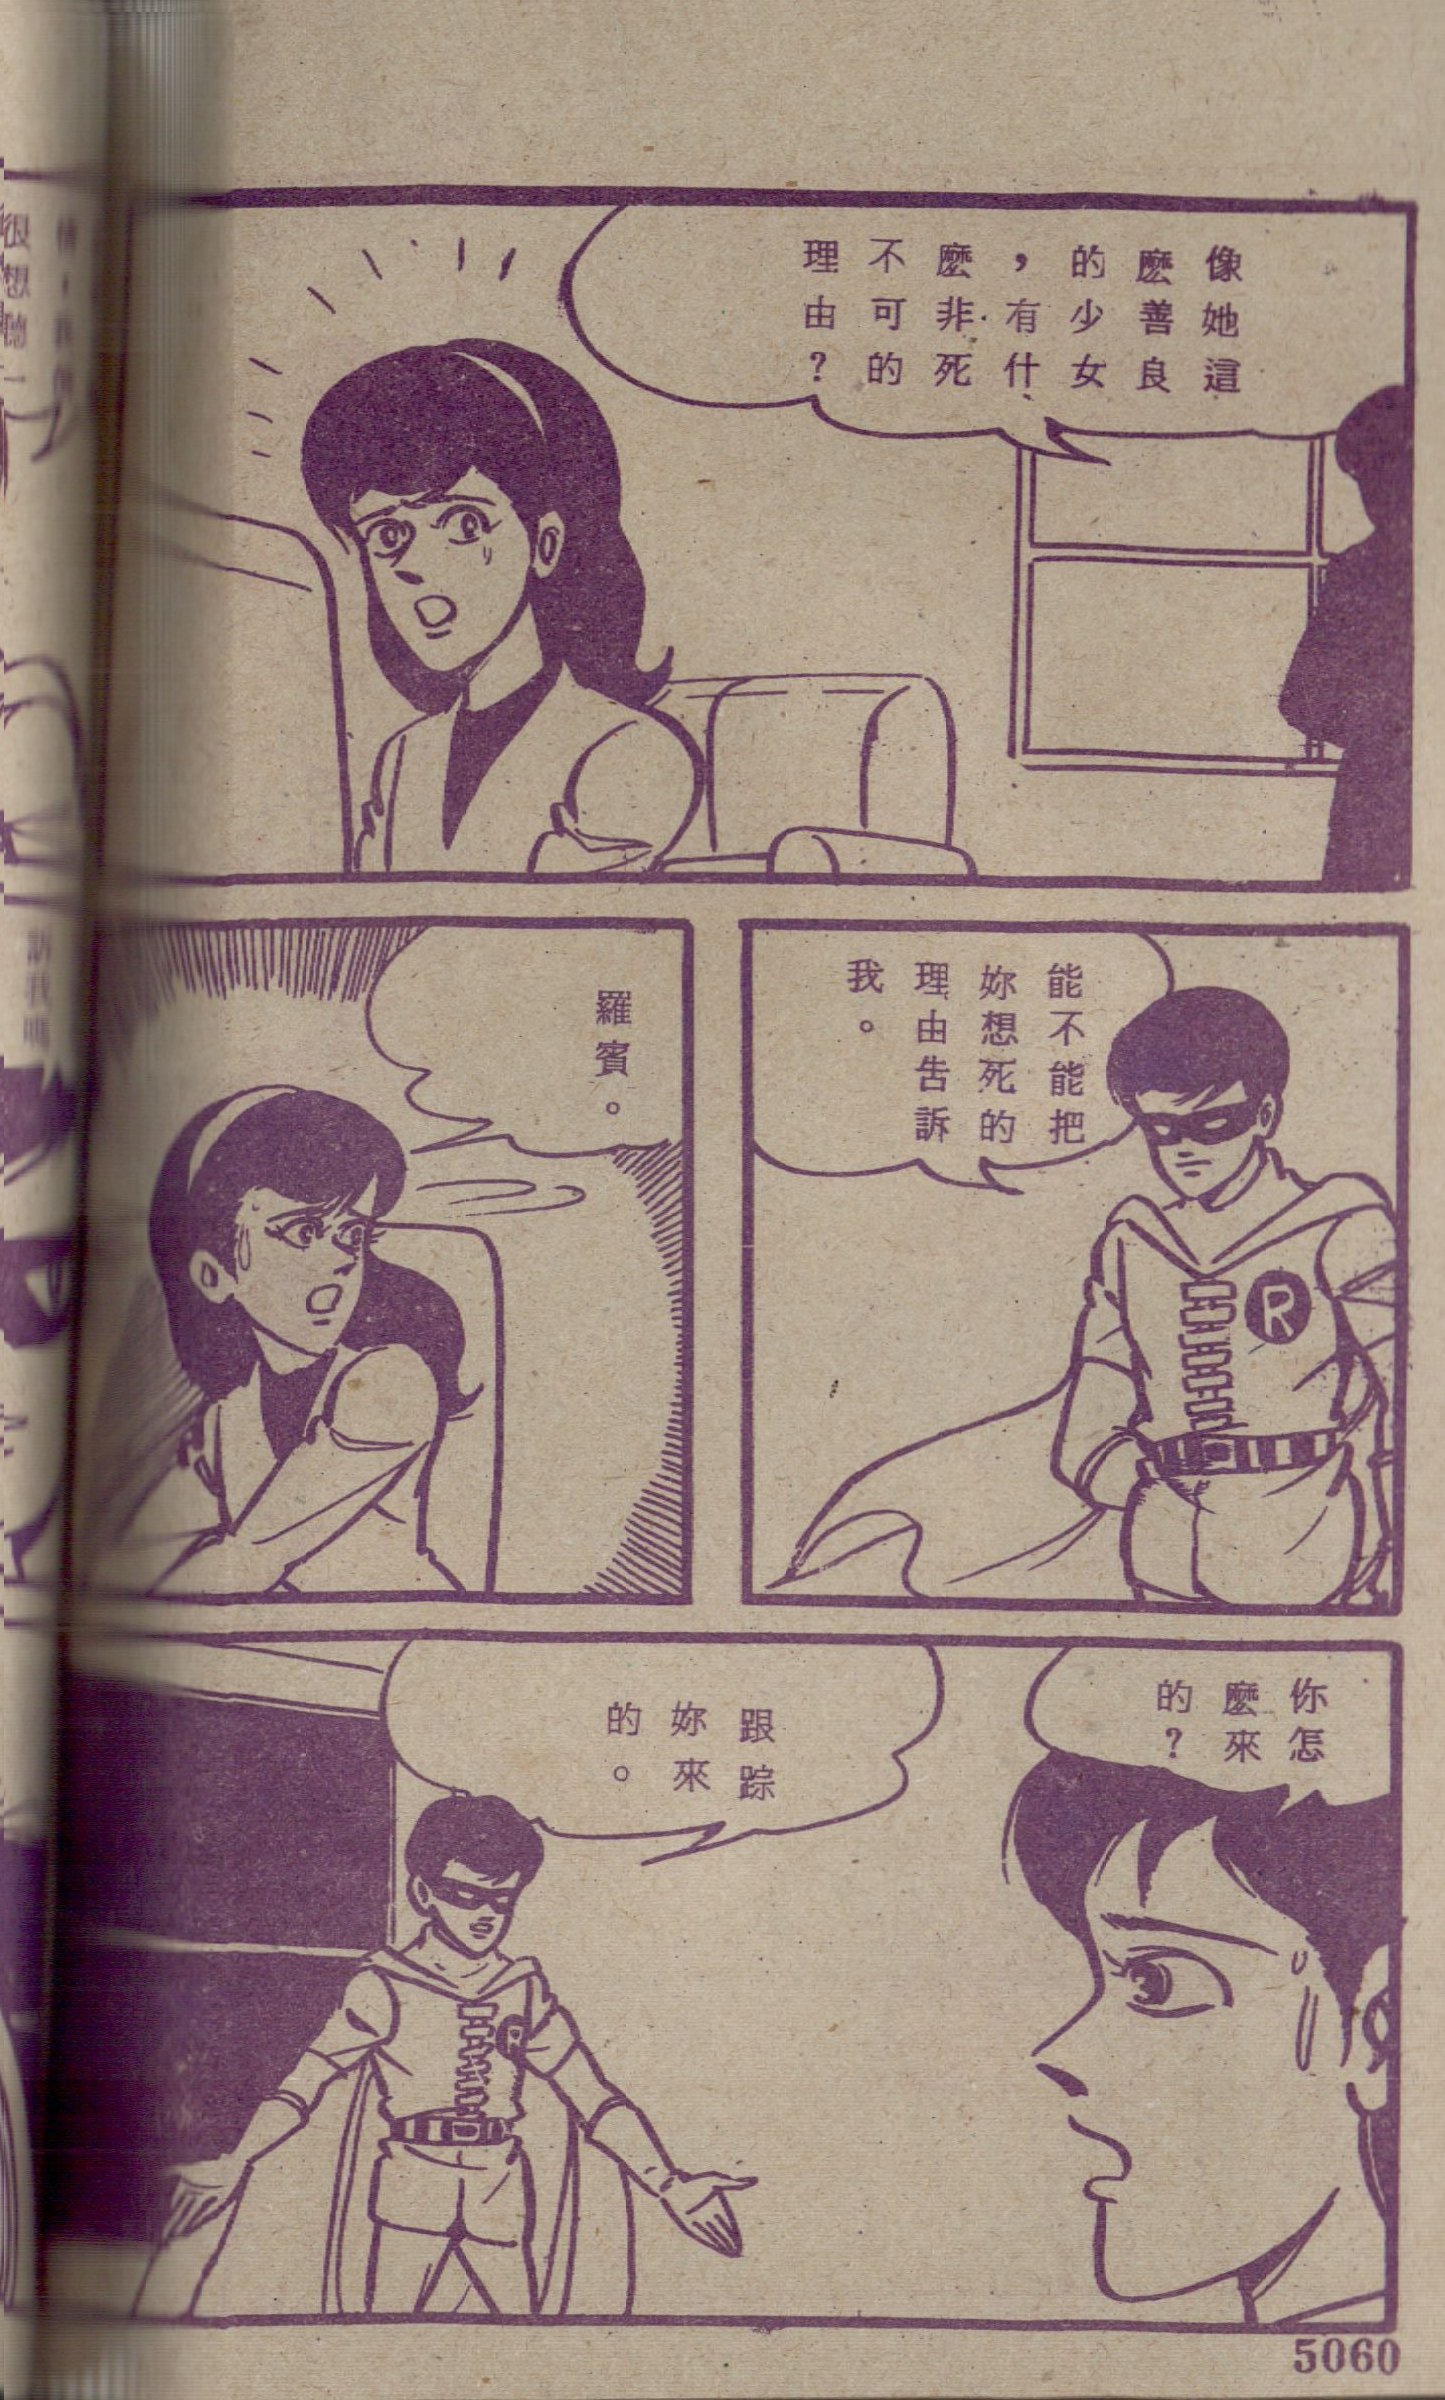 像她這
麼善良
的少女
，有什
麼非死
不可的
理由？
能不能把
妳想死的
理由告訴
我。
R
羅賓。
你怎
麼來
的？
跟踪
妳來
的。
R
5060